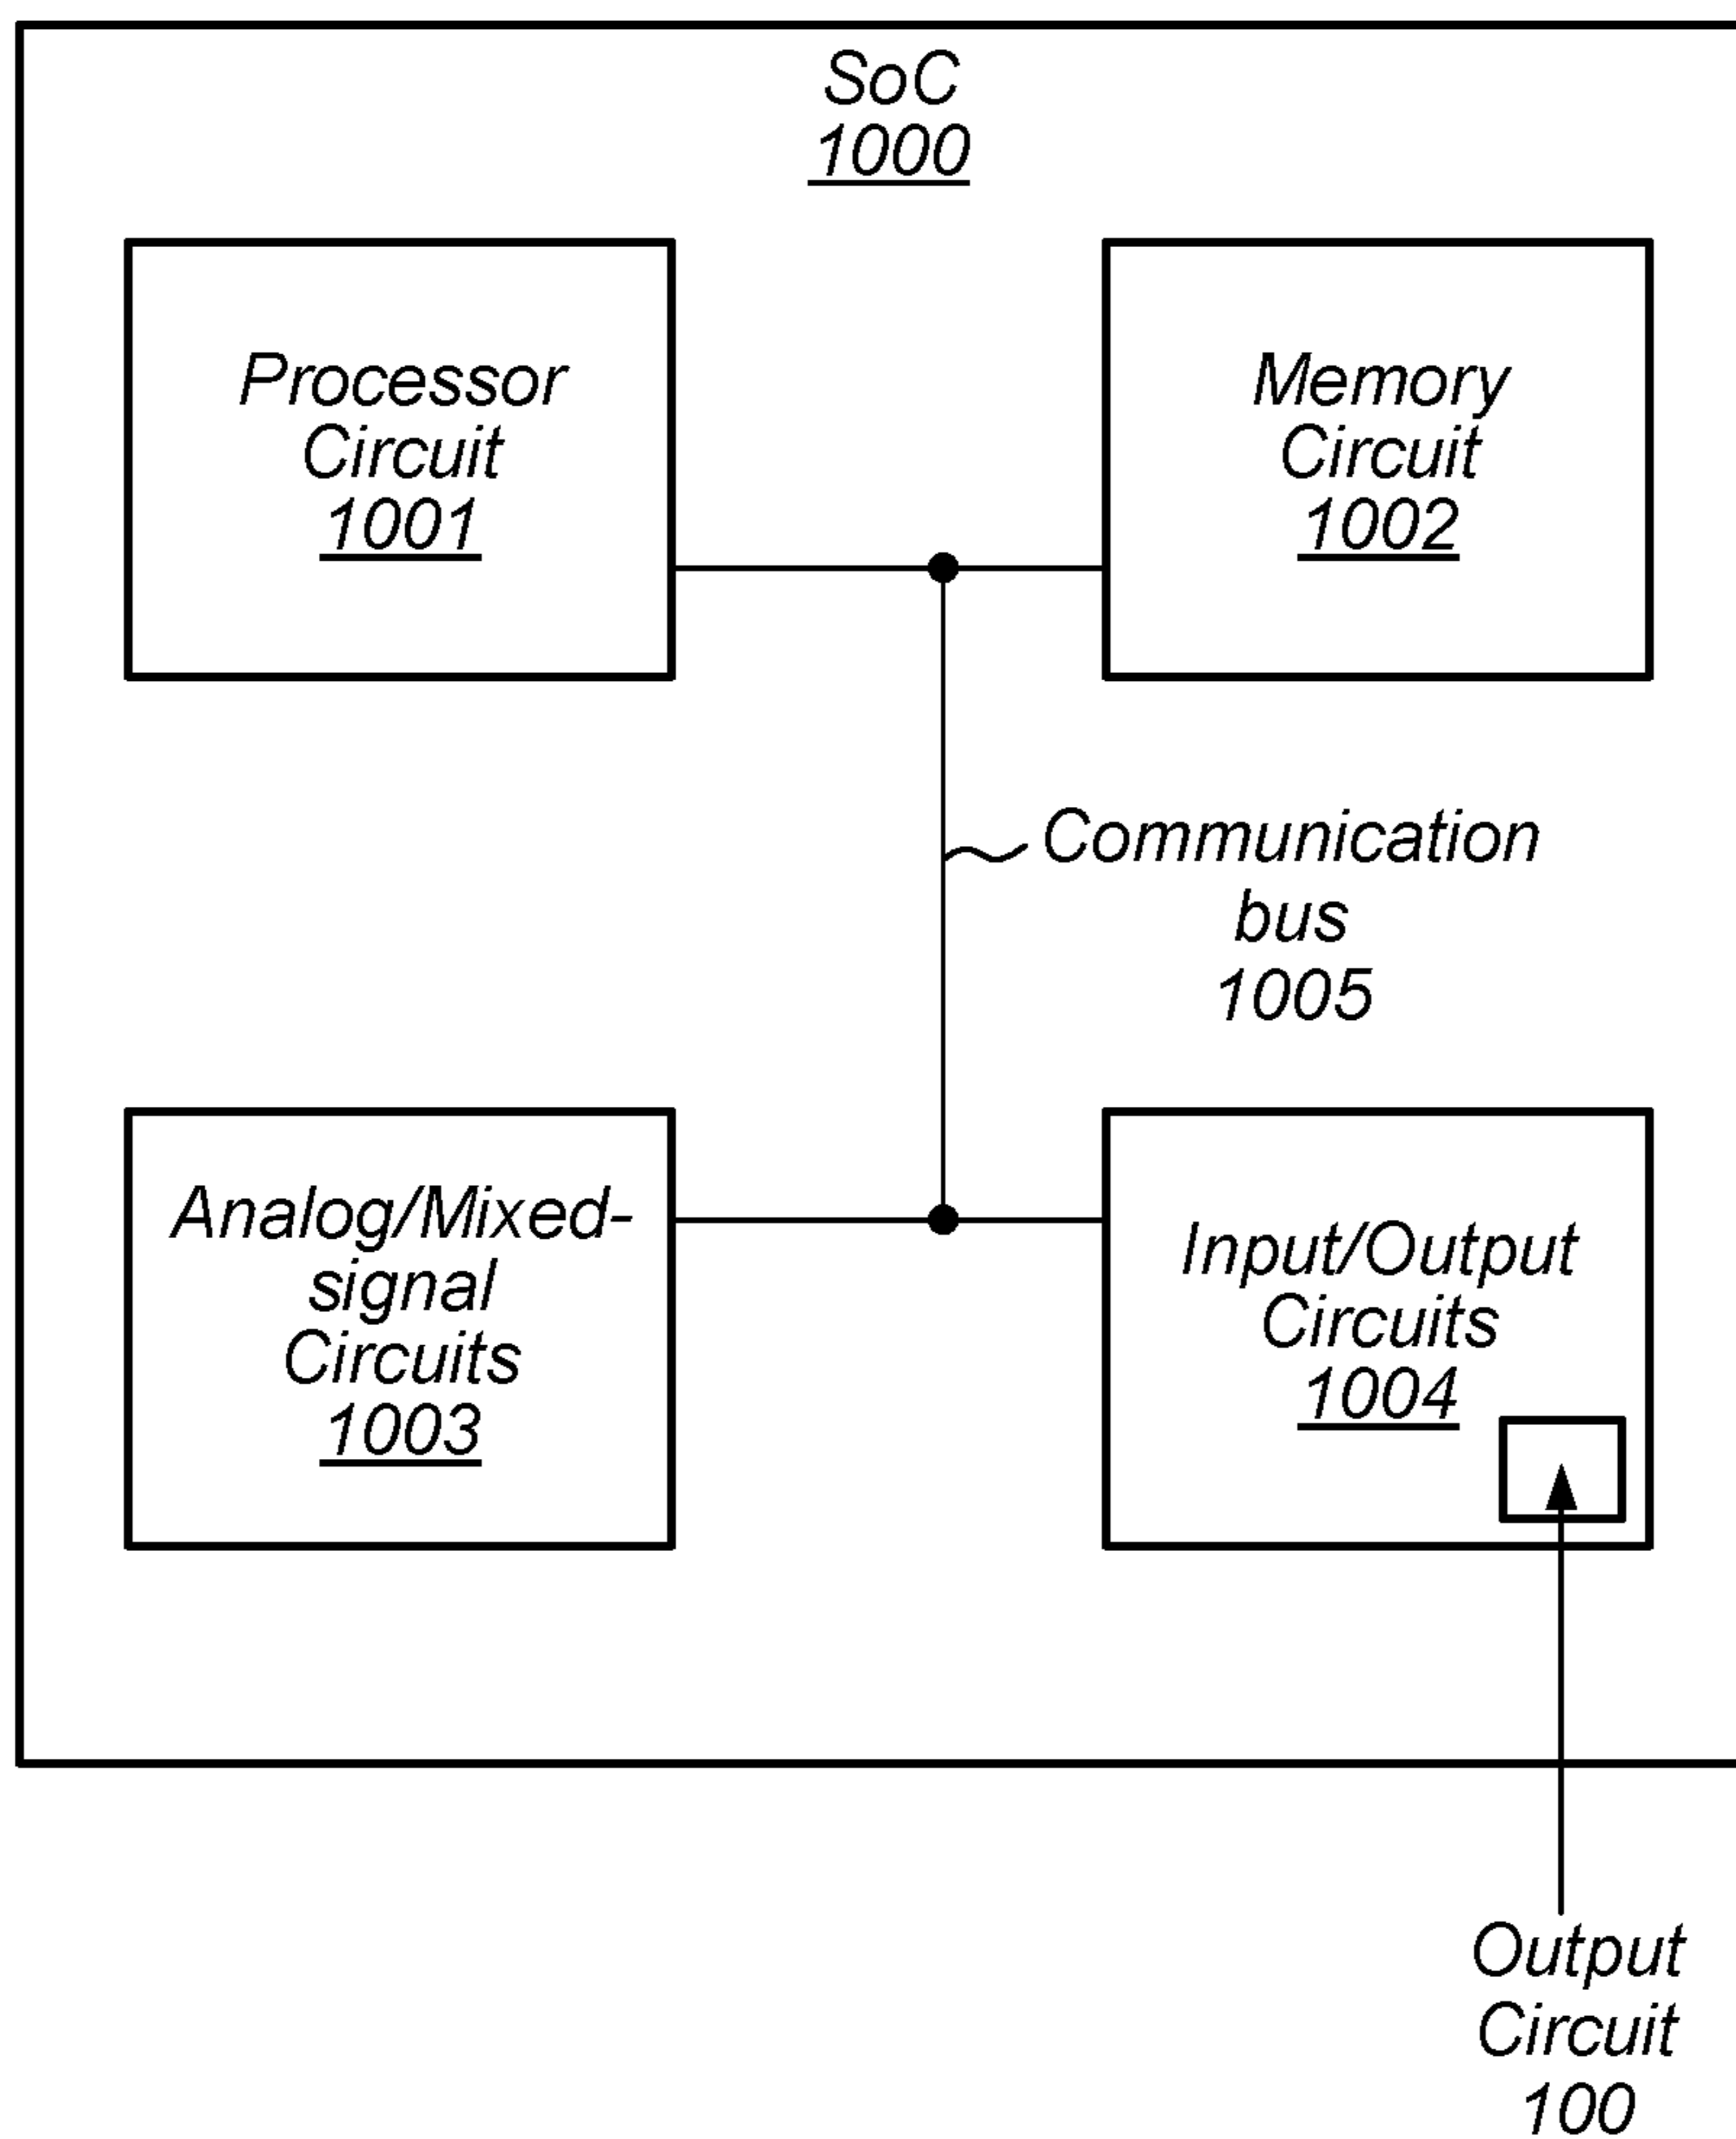 SoC
1000
Processor
Circuit
1001
Memory
Circuit
1002
Communication
bus
1005
Analog/Mixed-
signal
Circuits
1003
Input/Output
Circuits
1004
Output
Circuit
100